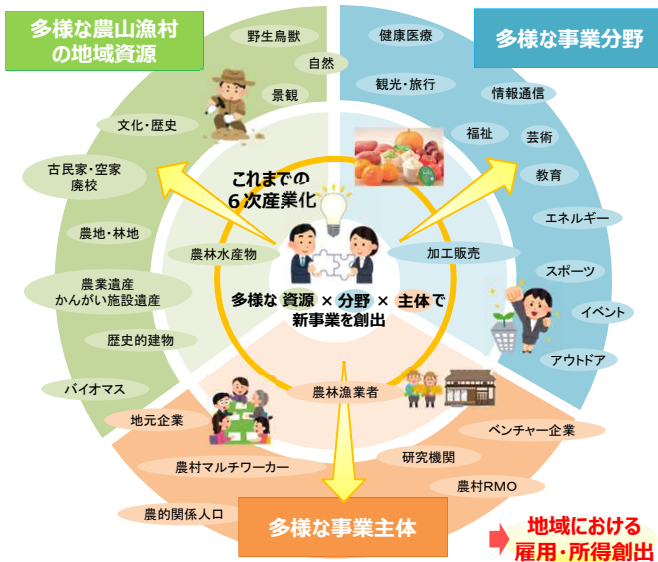 多様な農山漁村
の地域資源
多様な事業分野
野生鳥獣
自然
景観
文化・歴史
古民家・空家
廃校
農地・林地
農業遺産
かんがい施設遺産
歴史的建物
バイオマス
健康医療
観光・旅行
情報通信
福祉
芸術
教育
エネルギー
スポーツ
イベント
アウトドア
これまでの
6次産業化
農林水産物
加工販売
多様な 資源 × 分野 × 主体で
新事業を創出
農林漁業者
地元企業
農村マルチワーカー
農的関係人口
ベンチャー企業
研究機関
農村RMO
多様な事業主体
地域における
雇用・所得創出